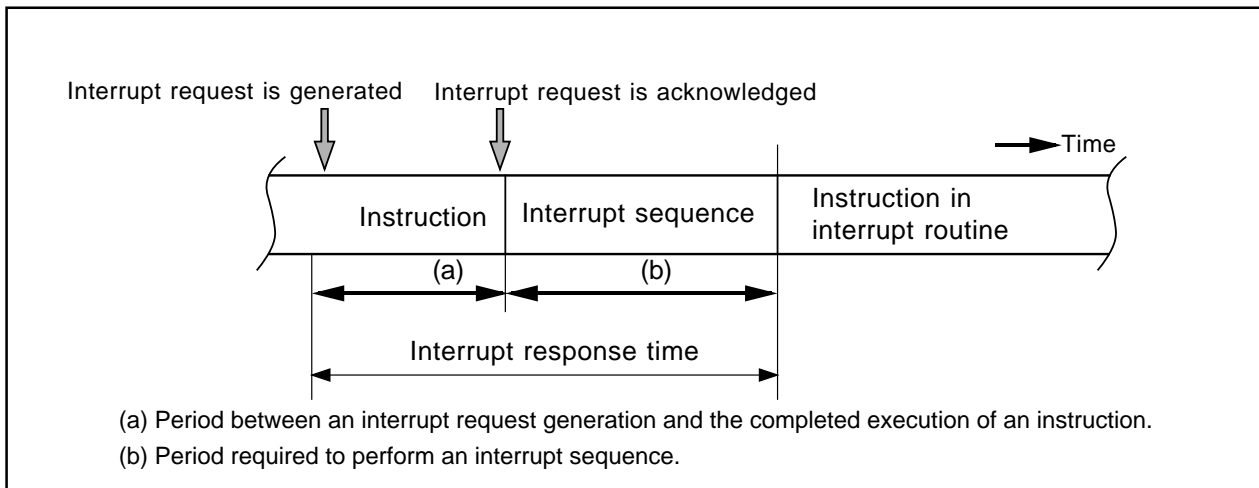 Interrupt request is generated
Interrupt request is acknowledged
Time
Instruction
Interrupt sequence
Instruction in
interrupt routine
(a)
(b)
Interrupt response time
(a) Period between an interrupt request generation and the completed execution of an instruction.
(b) Period required to perform an interrupt sequence.